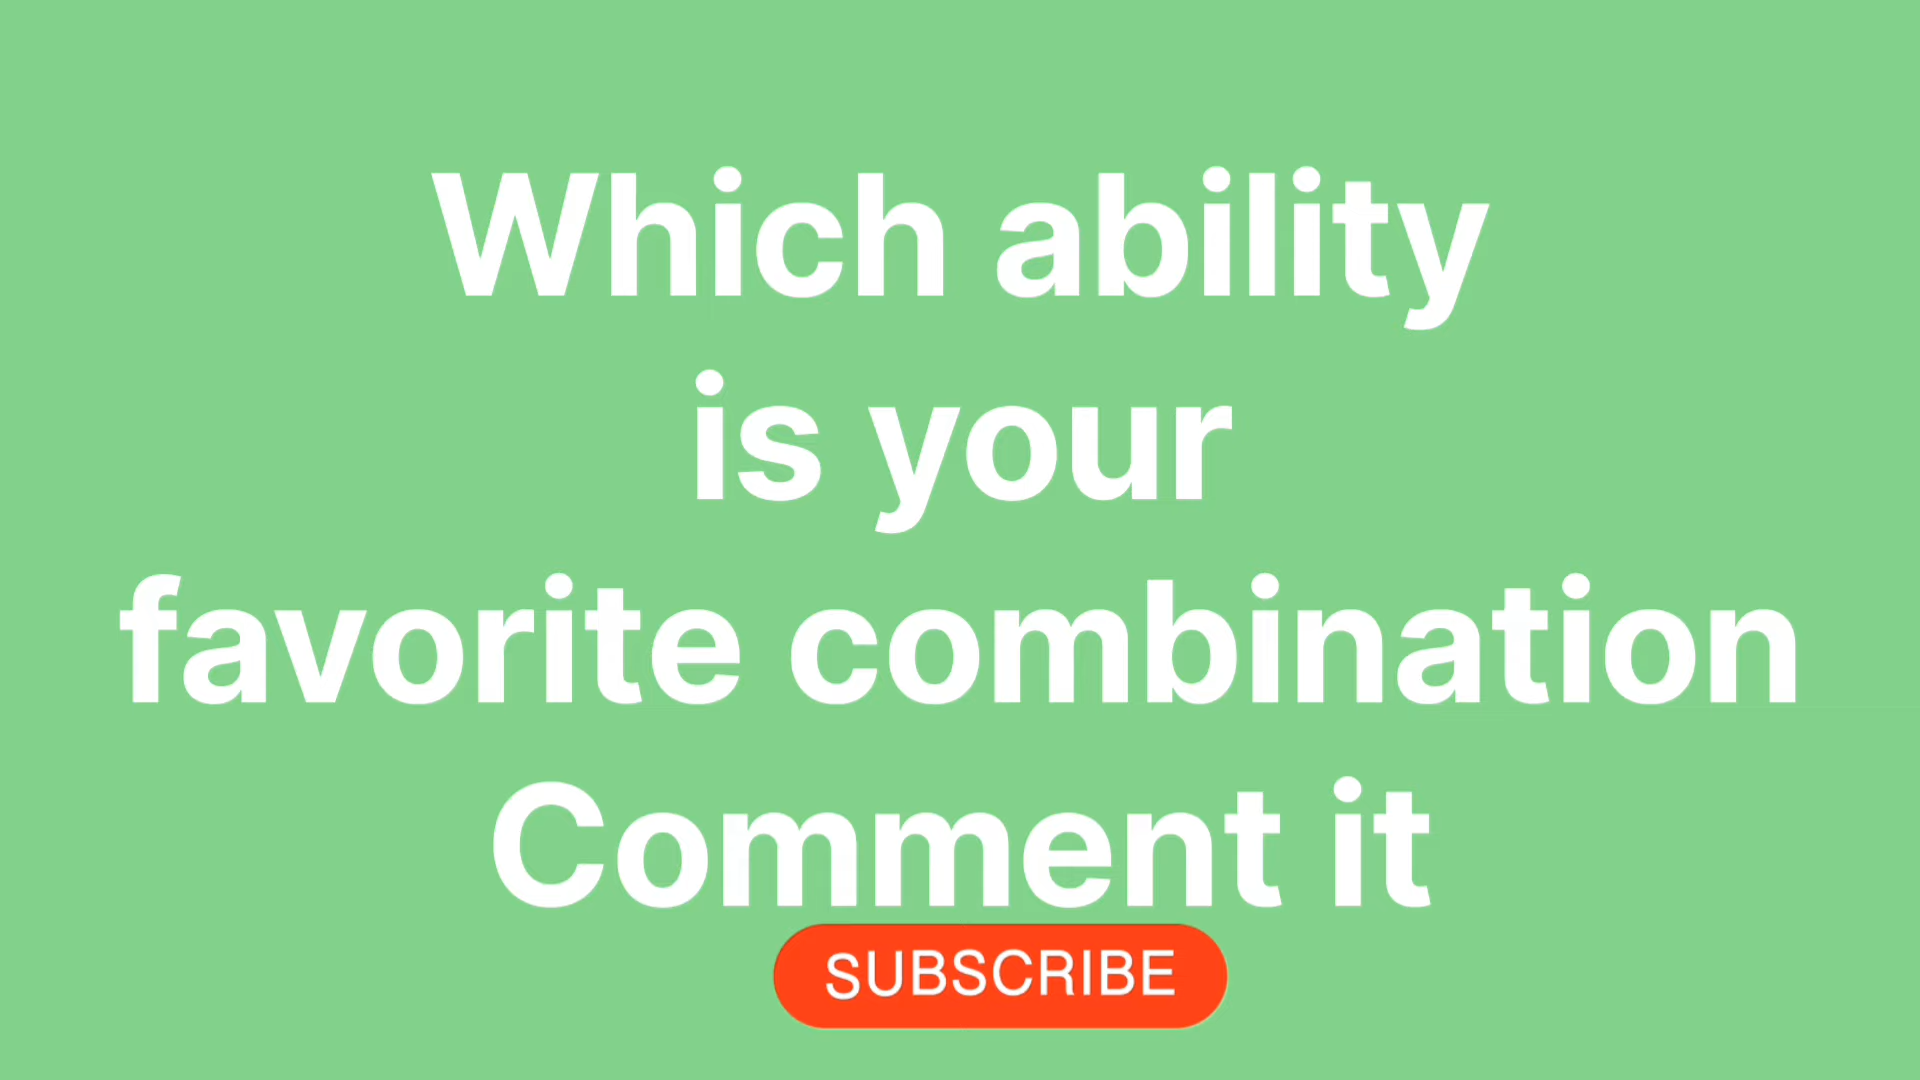 Which ability
is your
favorite combination
Comment it
SUBSCRIBE